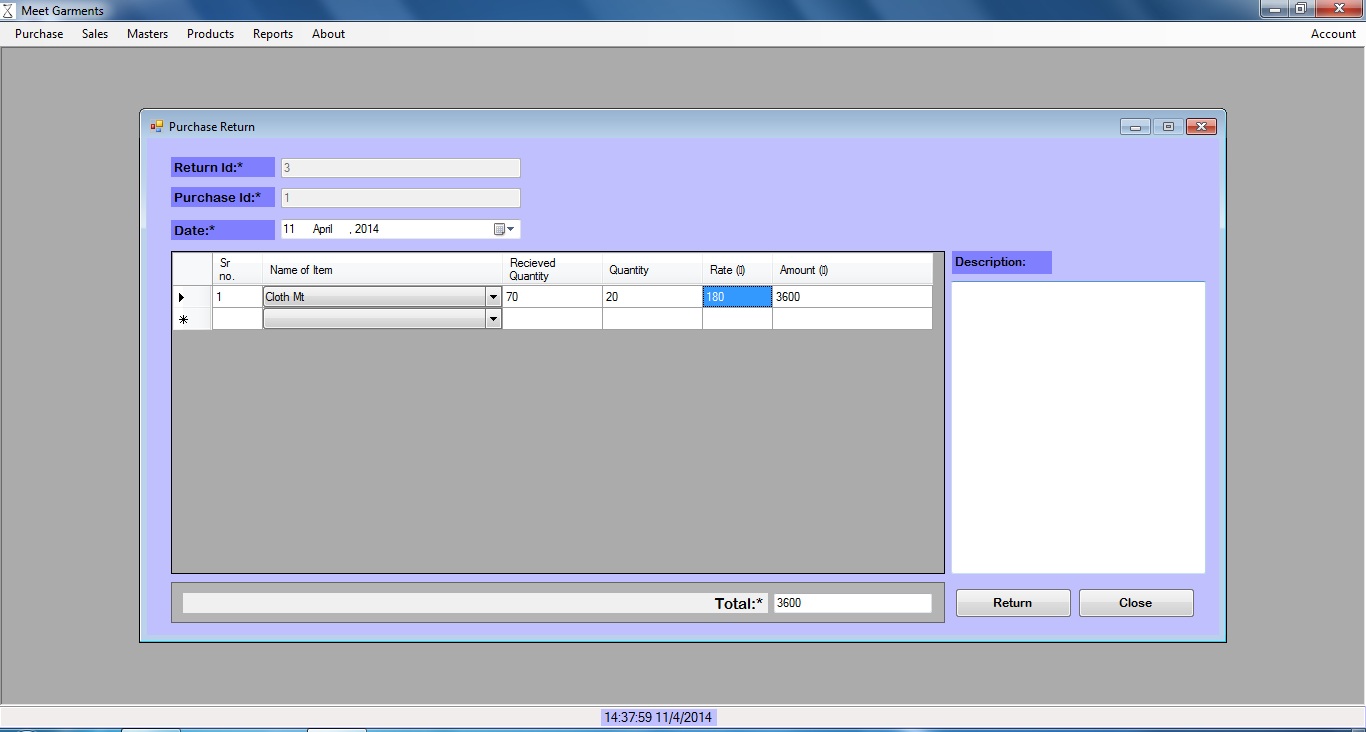 Meet Garments
Purchase Sales Masters Products Reports About Account
Purchase Return
Return Id:* 3
Purchase Id:* 1
Date:* 11 April , 2014
Sr no. Name of Item Recieved Quantity Quantity Rate (▯) Amount (▯)
1 Cloth Mt 70 20 180 3600
Description:
Total:* 3600
Return Close
14:37:59 11/4/2014